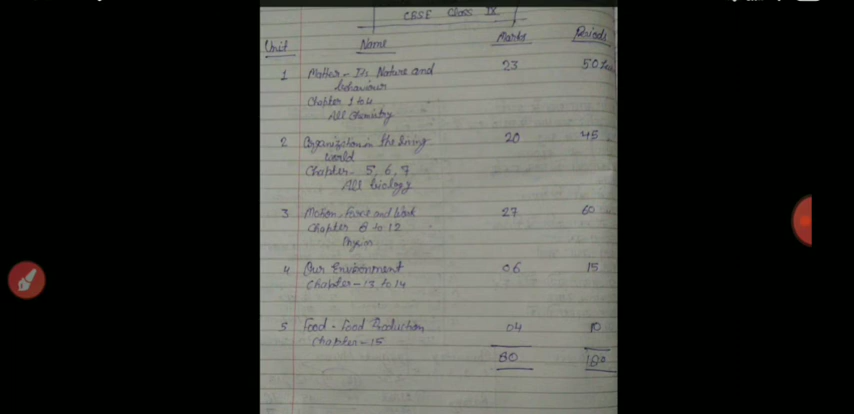 CBSE Class IX
Unit Name Marks Periods
1 Matter - Its Nature and 23 50
behaviour
Chapter 1 to 4
All Chemistry
2 Organization in the living 20 45
world
Chapter - 5, 6, 7
All biology
3 Motion, Force and Work 27 60
Chapter 8 to 12
4 Our Environment 06 15
Chapter - 13 to 14
5 Food - Food Production 04 10
Chapter - 15
80 180